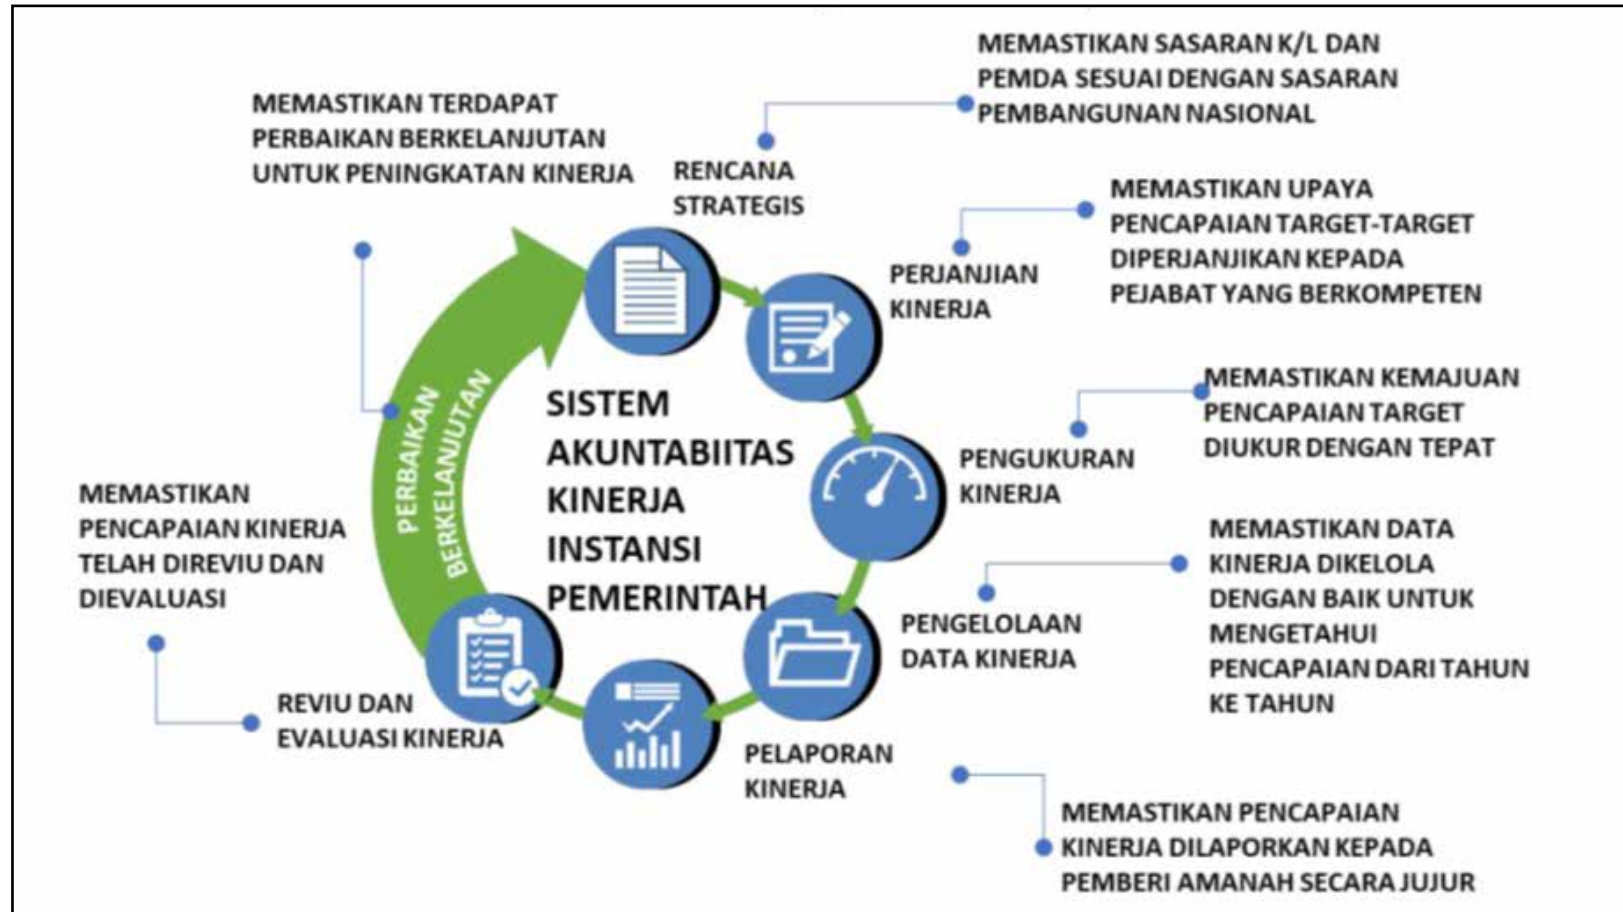 MEMASTIKAN SASARAN K/L DAN
PEMDA SESUAI DENGAN SASARAN
PEMBANGUNAN NASIONAL
MEMASTIKAN TERDAPAT
PERBAIKAN BERKELANJUTAN
UNTUK PENINGKATAN KINERJA
RENCANA
STRATEGIS
MEMASTIKAN UPAYA
PENCAPAIAN TARGET-TARGET
DIPERJANJIKAN KEPADA
PEJABAT YANG BERKOMPETEN
PERJANJIAN
KINERJA
MEMASTIKAN KEMAJUAN
PENCAPAIAN TARGET
DIUKUR DENGAN TEPAT
PENGUKURAN
KINERJA
SISTEM
AKUNTABIITAS
KINERJA
INSTANSI
PEMERINTAH
PERBAIKAN
BERKELANJUTAN
MEMASTIKAN
PENCAPAIAN KINERJA
TELAH DIREVIU DAN
DIEVALUASI
MEMASTIKAN DATA
KINERJA DIKELOLA
DENGAN BAIK UNTUK
MENGETAHUI
PENCAPAIAN DARI TAHUN
KE TAHUN
PENGELOLAAN
DATA KINERJA
REVIU DAN
EVALUASI KINERJA
PELAPORAN
KINERJA
MEMASTIKAN PENCAPAIAN
KINERJA DILAPORKAN KEPADA
PEMBERI AMANAH SECARA JUJUR